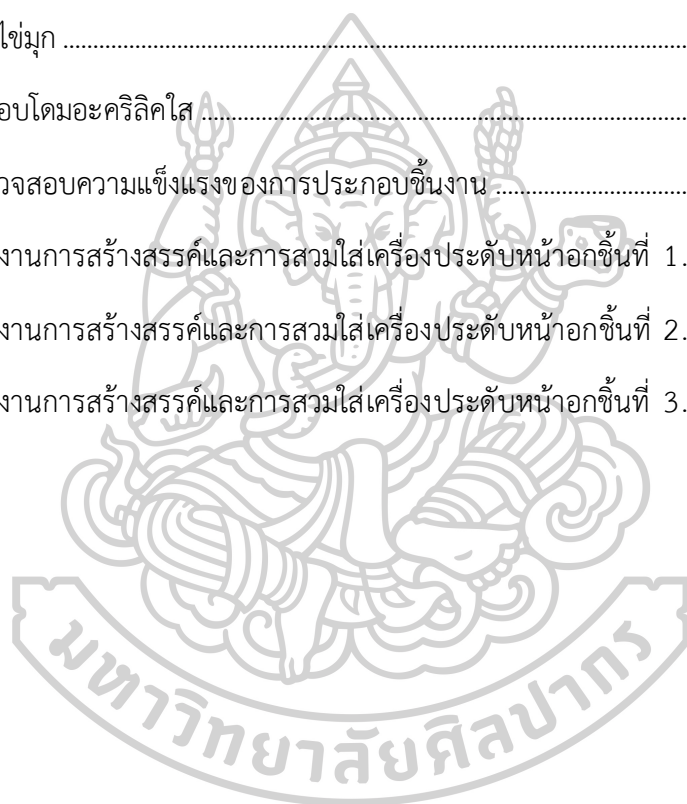 ไข่มุก ........................................................................................................
อบโดมอะคริลิคใส ................................................................................
วจสอบความแข็งแรงของการประกอบชิ้นงาน ................................
งานการสร้างสรรค์และการสวมใส่เครื่องประดับหน้าอกชิ้นที่ 1.
งานการสร้างสรรค์และการสวมใส่เครื่องประดับหน้าอกชิ้นที่ 2.
งานการสร้างสรรค์และการสวมใส่เครื่องประดับหน้าอกชิ้นที่ 3.
มหาวิทยาลัยศิลปากร